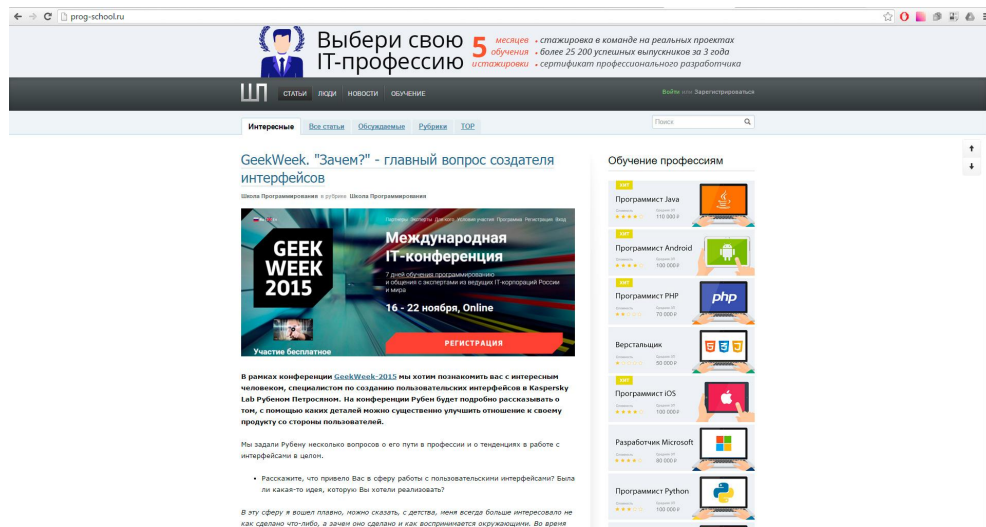 prog-school.ru
Выбери свою
IT-профессию
5 месяцев
обучения
и стажировки
• стажировка в команде на реальных проектах
• более 25 200 успешных выпускников за 3 года
• сертификат профессионального разработчика
ШП СТАТЬИ ЛЮДИ НОВОСТИ ОБУЧЕНИЕ Войти или Зарегистрироваться
Интересные Все статьи Обсуждаемые Рубрики TOP Поиск
GeekWeek. "Зачем?" - главный вопрос создателя
интерфейсов
Школа Программирования в рубрике Школа Программирования
Партнеры Эксперты Для кого Условия участия Программа Регистрация Вход
GEEK
WEEK
2015
Международная
IT-конференция
7 дней обучения программированию
и общения с экспертами из ведущих IT-корпораций России
и мира
16 - 22 ноября, Online
РЕГИСТРАЦИЯ
Участие бесплатное
В рамках конференции GeekWeek-2015 мы хотим познакомить вас с интересным
человеком, специалистом по созданию пользовательских интерфейсов в Kaspersky
Lab Рубеном Петросяном. На конференции Рубен будет подробно рассказывать о
том, с помощью каких деталей можно существенно улучшить отношение к своему
продукту со стороны пользователей.
Мы задали Рубену несколько вопросов о его пути в профессии и о тенденциях в работе с
интерфейсами в целом.
• Расскажите, что привело Вас в сферу работы с пользовательскими интерфейсами? Была
ли какая-то идея, которую Вы хотели реализовать?
В эту сферу я вошел плавно, можно сказать, с детства, меня всегда больше интересовало не
как сделано что-либо, а зачем оно сделано и как воспринимается окружающими. Во время
Обучение профессиям
ХИТ
Программист Java
110 000 ₽
ХИТ
Программист Android
100 000 ₽
ХИТ
Программист PHP
70 000 ₽
php
Верстальщик
50 000 ₽
ХИТ
Программист iOS
100 000 ₽
Разработчик Microsoft
80 000 ₽
Программист Python
100 000 ₽